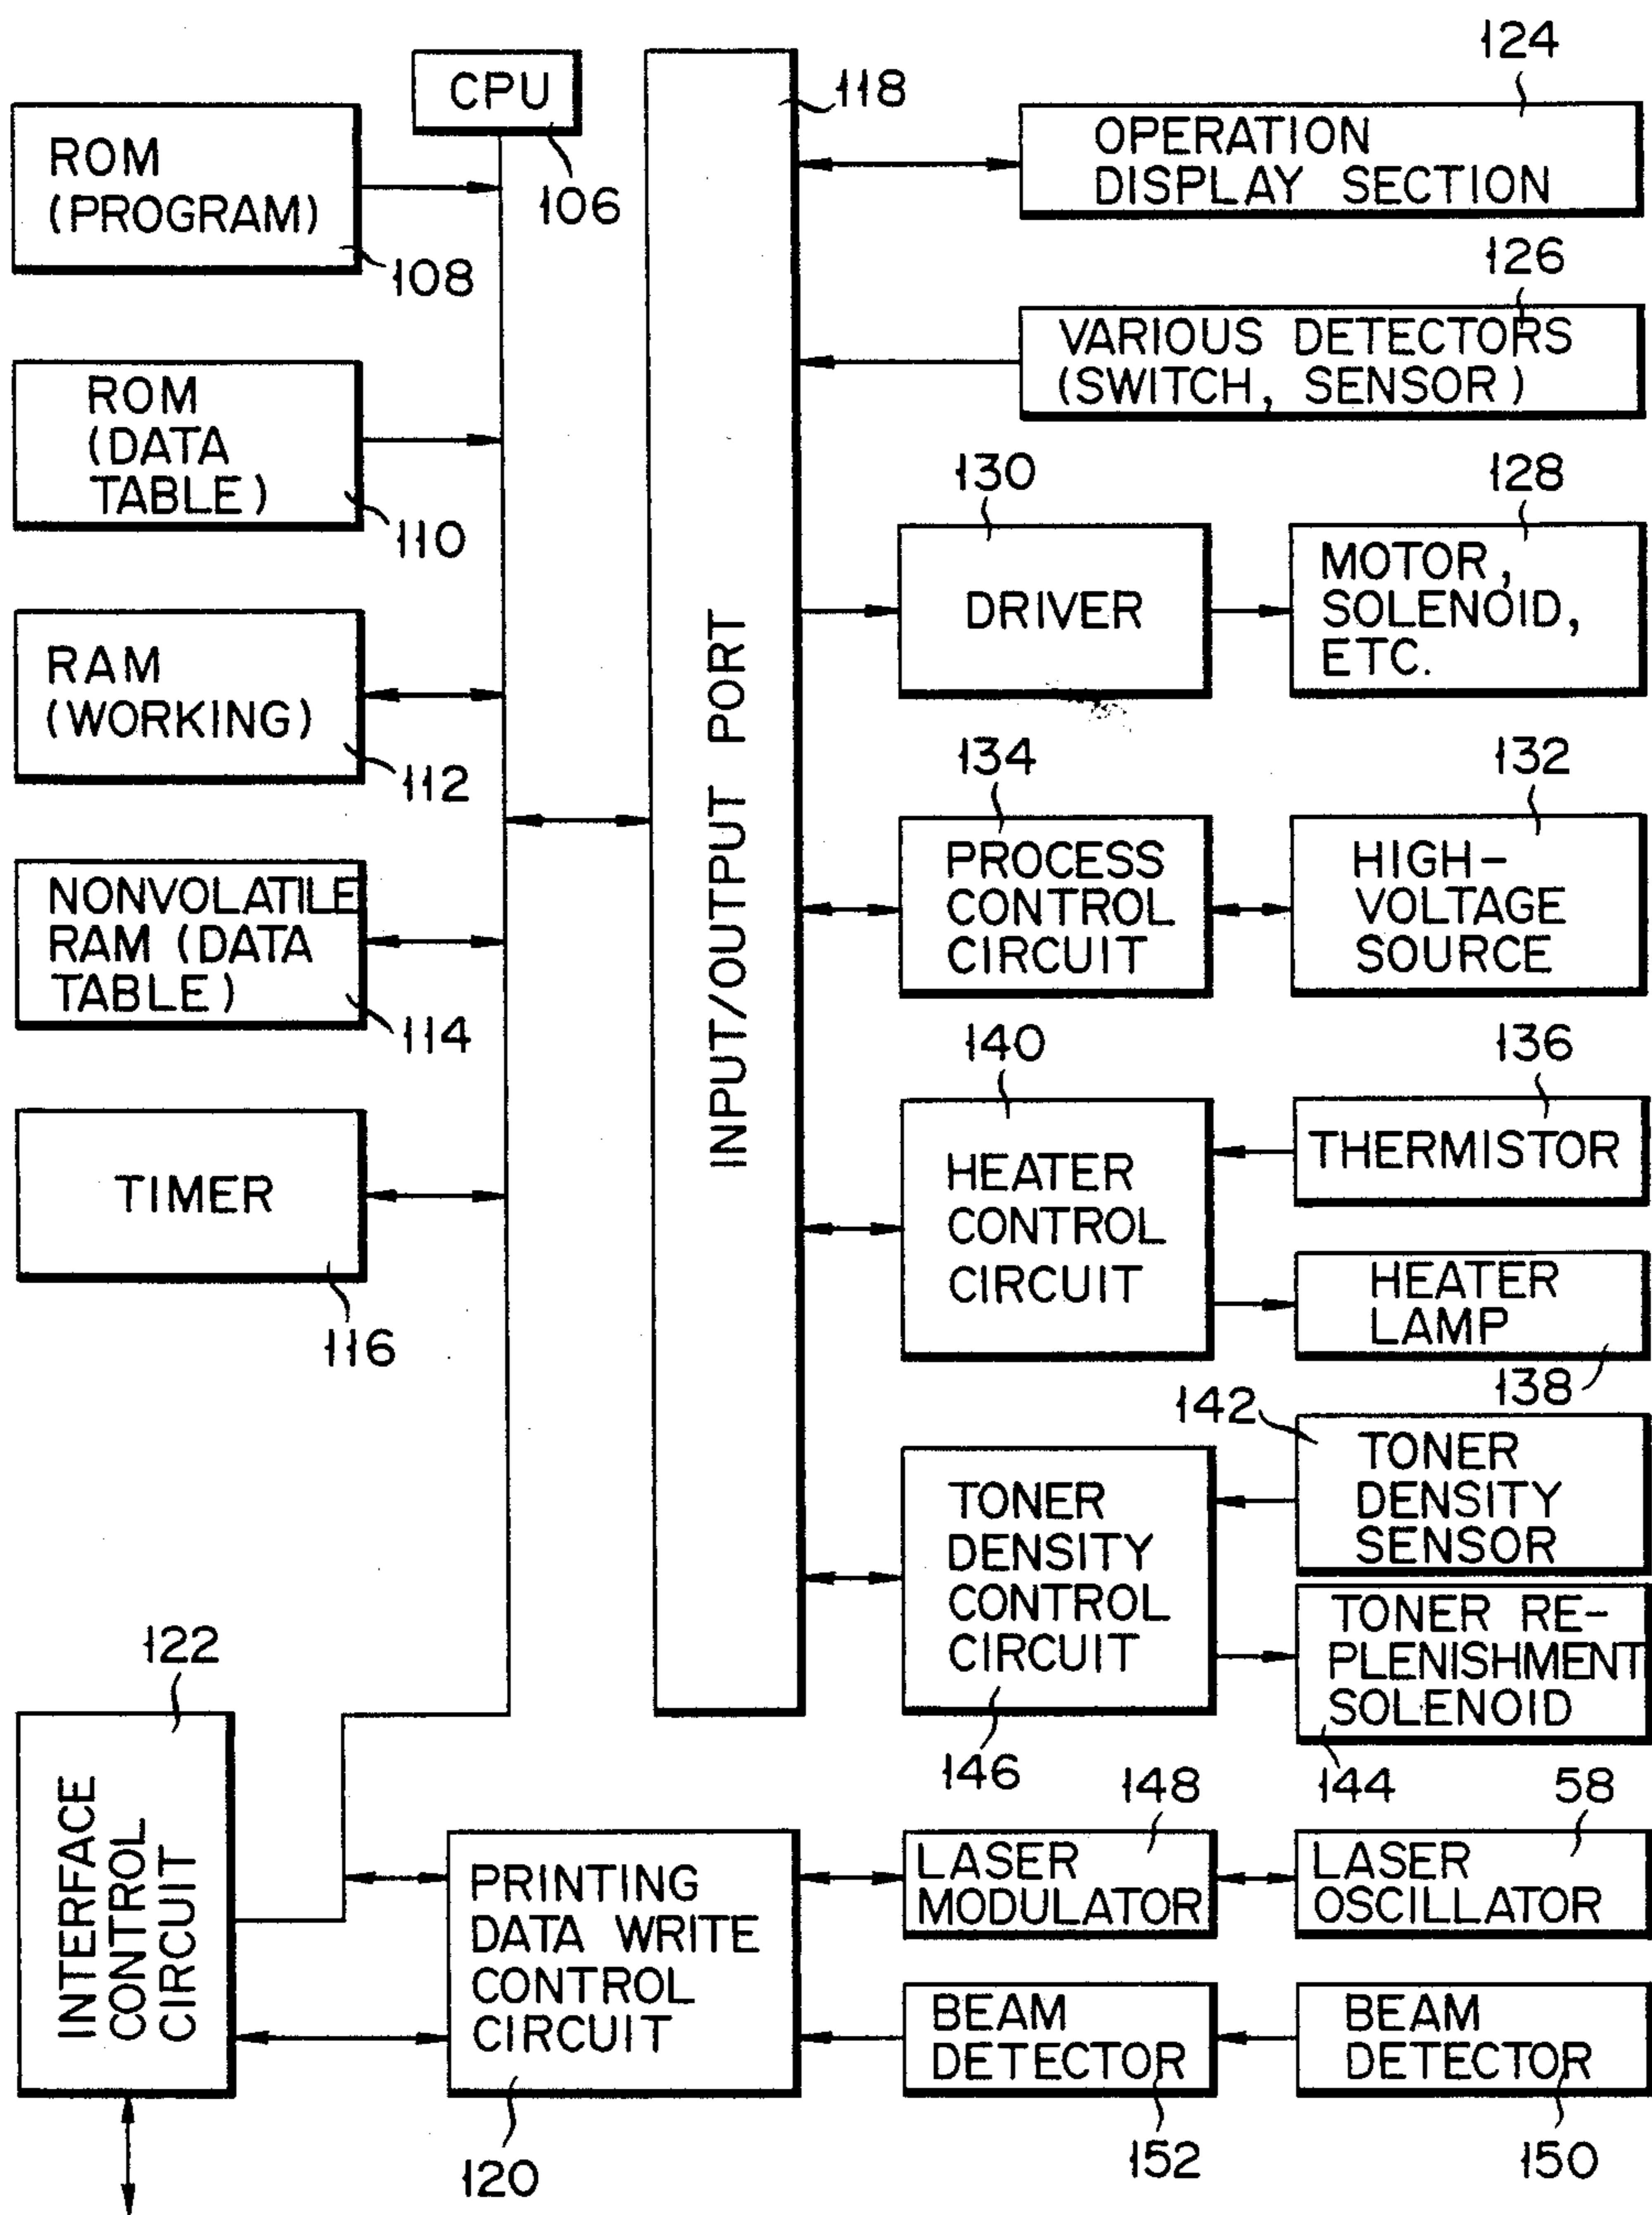 CPU
106
ROM
(PROGRAM)
108
ROM
(DATA
TABLE)
110
RAM
(WORKING)
112
NONVOLATILE
RAM (DATA
TABLE)
114
TIMER
116
118
INPUT/OUTPUT PORT
124
OPERATION
DISPLAY SECTION
126
VARIOUS DETECTORS
(SWITCH, SENSOR)
130
DRIVER
128
MOTOR,
SOLENOID,
ETC.
134
PROCESS
CONTROL
CIRCUIT
132
HIGH-
VOLTAGE
SOURCE
140
HEATER
CONTROL
CIRCUIT
136
THERMISTOR
HEATER
LAMP
138
142
TONER
DENSITY
SENSOR
TONER
DENSITY
CONTROL
CIRCUIT
146
TONER RE-
PLENISHMENT
SOLENOID
144
122
INTERFACE
CONTROL
CIRCUIT
PRINTING
DATA WRITE
CONTROL
CIRCUIT
120
148
LASER
MODULATOR
58
LASER
OSCILLATOR
BEAM
DETECTOR
152
BEAM
DETECTOR
150